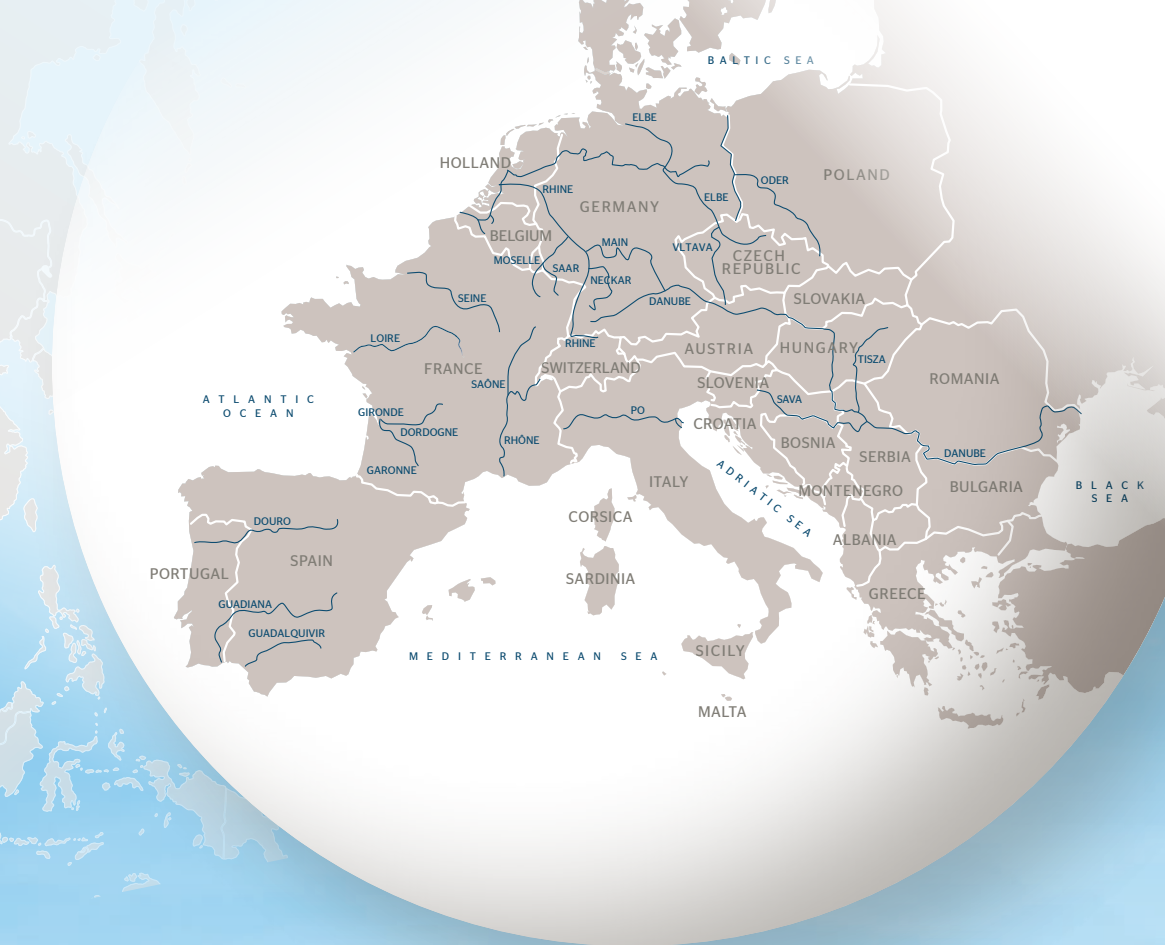 BALTIC SEA
ELBE
HOLLAND
RHINE
ODER
POLAND
ELBE
GERMANY
BELGIUM
MAIN
VLTAVA
CZECH
REPUBLIC
MOSELLE
SAAR
NECKAR
SEINE
DANUBE
SLOVAKIA
LOIRE
RHINE
AUSTRIA
HUNGARY
TISZA
FRANCE
SWITZERLAND
SAÔNE
SLOVENIA
ROMANIA
ATLANTIC
OCEAN
SAVA
GIRONDE
PO
CROATIA
DORDOGNE
RHÔNE
BOSNIA
SERBIA
DANUBE
GARONNE
ITALY
ADRIATIC SEA
MONTENEGRO
BULGARIA
BLACK
SEA
CORSICA
DOURO
ALBANIA
SPAIN
PORTUGAL
SARDINIA
GREECE
GUADIANA
GUADALQUIVIR
MEDITERRANEAN SEA
SICILY
MALTA